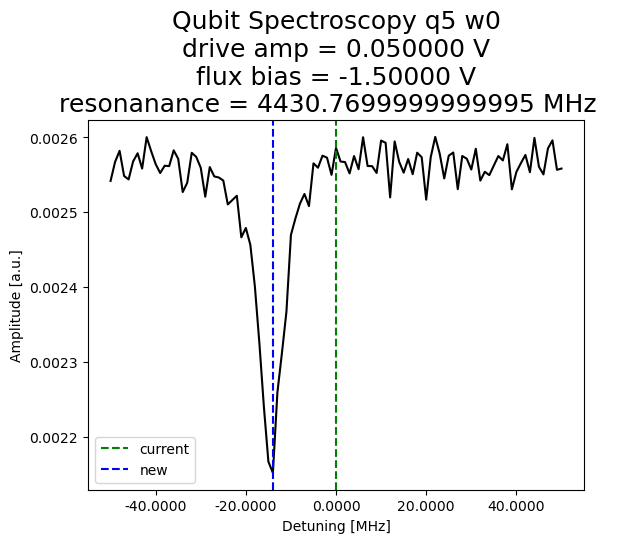 Qubit Spectroscopy q5 w0
drive amp = 0.050000 V
flux bias = -1.50000 V
resonanance = 4430.7699999999995 MHz
0.0026
0.0025
0.0024
0.0023
0.0022
Amplitude [a.u.]
current
new
-40.0000 -20.0000 0.0000 20.0000 40.0000
Detuning [MHz]